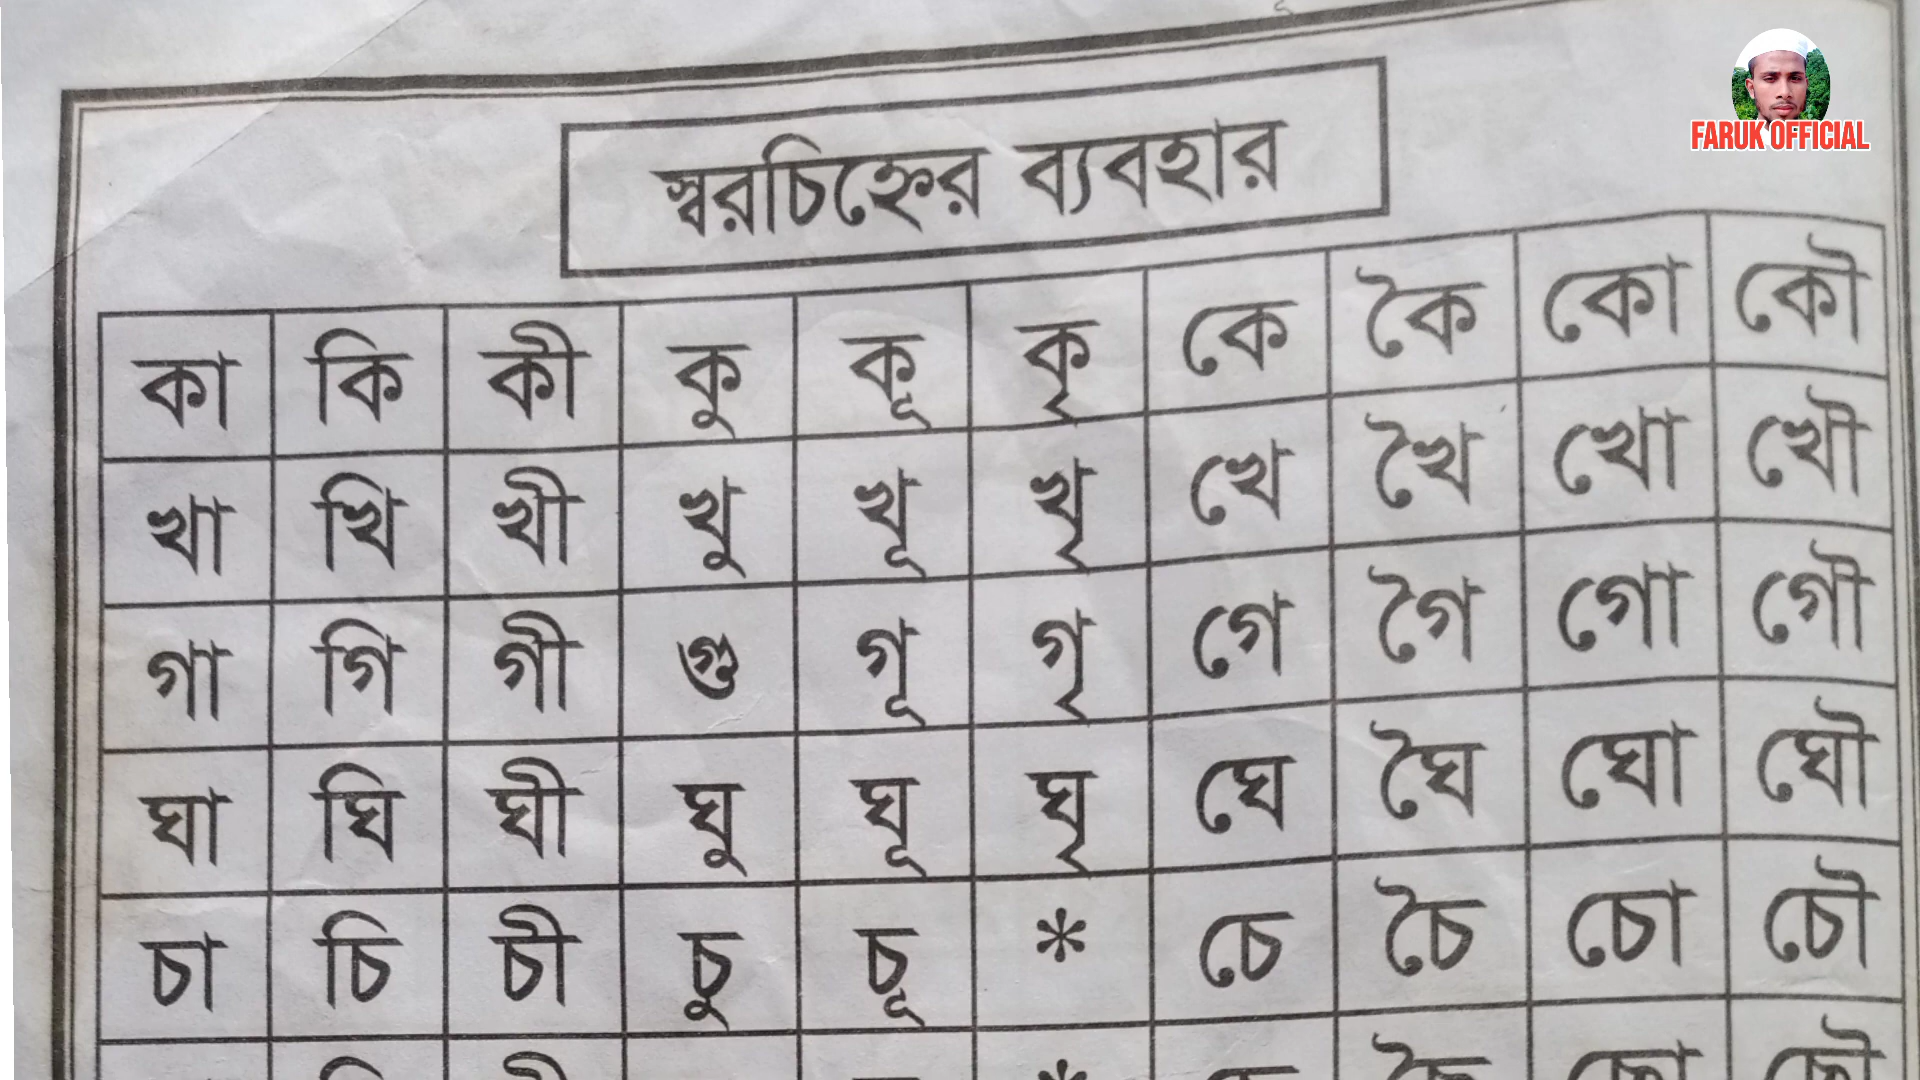 FARUK OFFICIAL
স্বরচিহ্নের ব্যবহার
কা কি কী কু কূ কৃ কে কৈ কো কৌ
খা খি খী খু খূ খৃ খে খৈ খো খৌ
গা গি গী গু গূ গৃ গে গৈ গো গৌ
ঘা ঘি ঘী ঘু ঘূ ঘৃ ঘে ঘৈ ঘো ঘৌ
চা চি চী চু চূ * চে চৈ চো চৌ